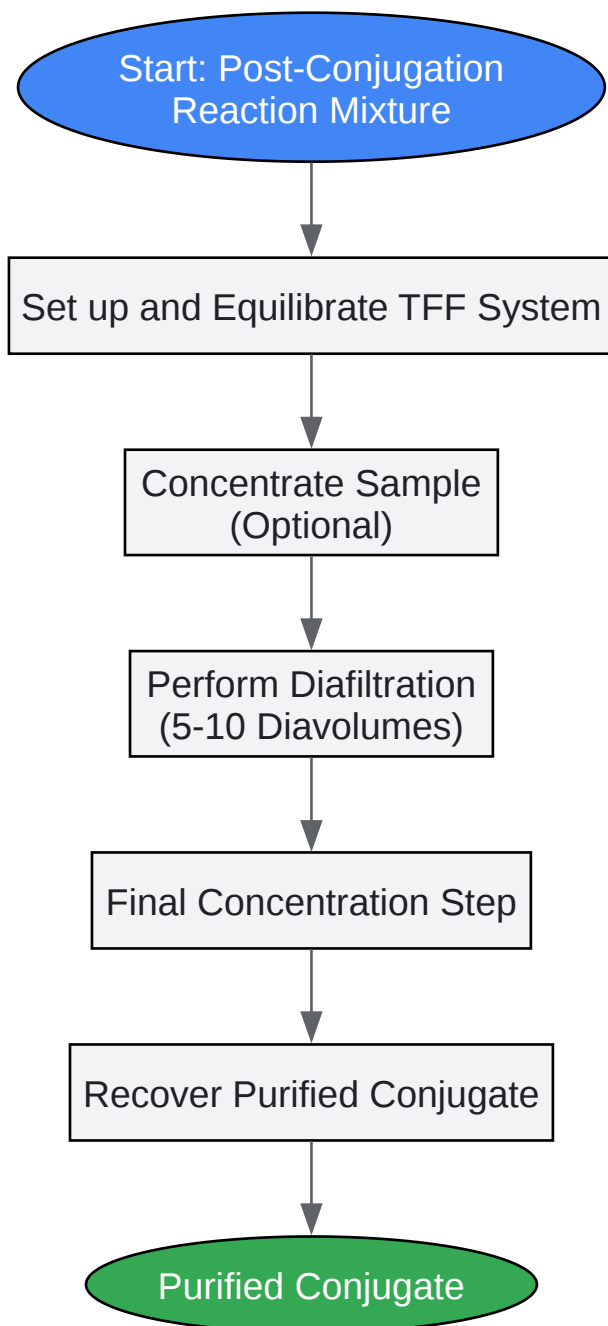 Start: Post-Conjugation
Reaction Mixture
Set up and Equilibrate TFF System
Concentrate Sample
(Optional)
Perform Diafiltration
(5-10 Diavolumes)
Final Concentration Step
Recover Purified Conjugate
Purified Conjugate